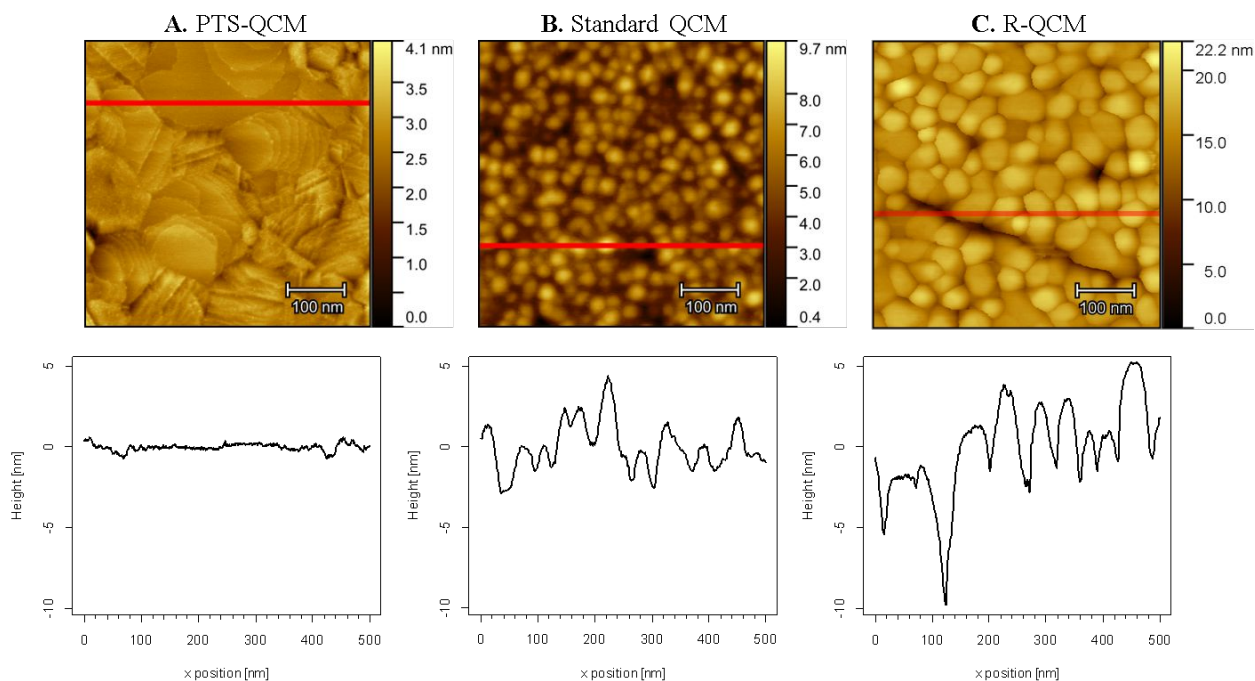 A. PTS-QCM
B. Standard QCM
C. R-QCM
4.1 nm
3.5
3.0
2.5
2.0
1.5
1.0
0.0
100 nm
9.7 nm
8.0
7.0
6.0
5.0
4.0
3.0
2.0
0.4
100 nm
22.2 nm
20.0
15.0
10.0
5.0
0.0
100 nm
Height [nm]
5
0
-5
-10
0 100 200 300 400 500
x position [nm]
Height [nm]
5
0
-5
-10
0 100 200 300 400 500
x position [nm]
Height [nm]
5
0
-5
-10
0 100 200 300 400 500
x position [nm]